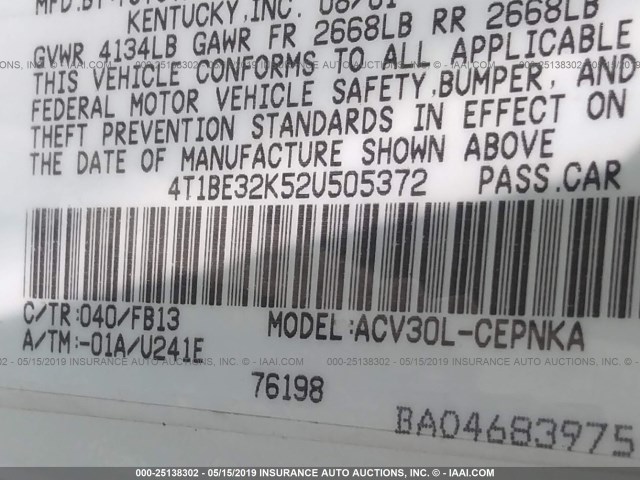 MFD.BY
KENTUCKY,INC. 08/01
GVWR 4134LB GAWR FR 2668LB RR 2668LB
THIS VEHICLE CONFORMS TO ALL APPLICABLE
FEDERAL MOTOR VEHICLE SAFETY,BUMPER, AND
THEFT PREVENTION STANDARDS IN EFFECT ON
THE DATE OF MANUFACTURE SHOWN ABOVE
4T1BE32K52U505372 PASS.CAR
C/TR:040/FB13 MODEL:ACV30L-CEPNKA
A/TM:-01A/U241E
76198
BA04683975
000-25138302 - 05/15/2019 INSURANCE AUTO AUCTIONS, INC. - IAAI.COM